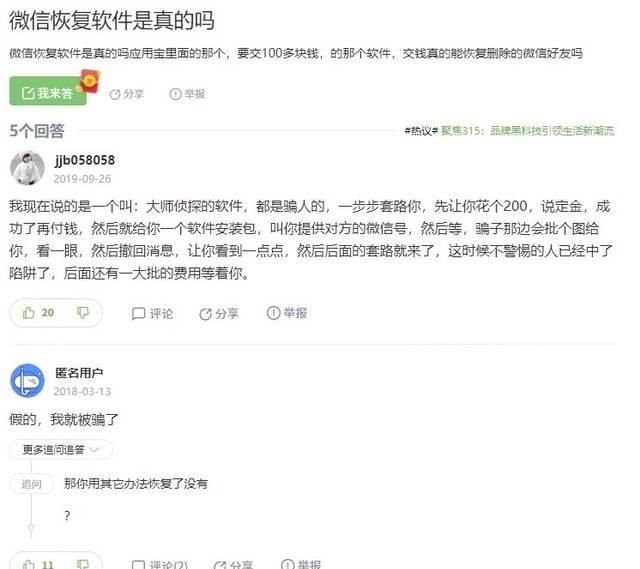 微信恢复软件是真的吗
微信恢复软件是真的吗应用宝里面的那个，要交100多块钱，的那个软件，交钱真的能恢复删除的微信好友吗
我来答
分享
举报
5个回答
#热议# 聚焦315：品牌黑科技引领生活新潮流
jjb058058
2019-09-26
我现在说的是一个叫：大师侦探的软件，都是骗人的，一步步套路你，先让你花个200，说定金，成
功了再付钱，然后就给你一个软件安装包，叫你提供对方的微信号，然后等，骗子那边会批个图给
你，看一眼，然后撤回消息，让你看到一点点，然后后面的套路就来了，这时候不警惕的人已经中了
陷阱了，后面还有一大批的费用等着你。
20
评论
分享
举报
匿名用户
2018-03-13
假的，我就被骗了
更多追问追答
追问
那你用其它办法恢复了没有
?
11
评论(2)
分享
举报